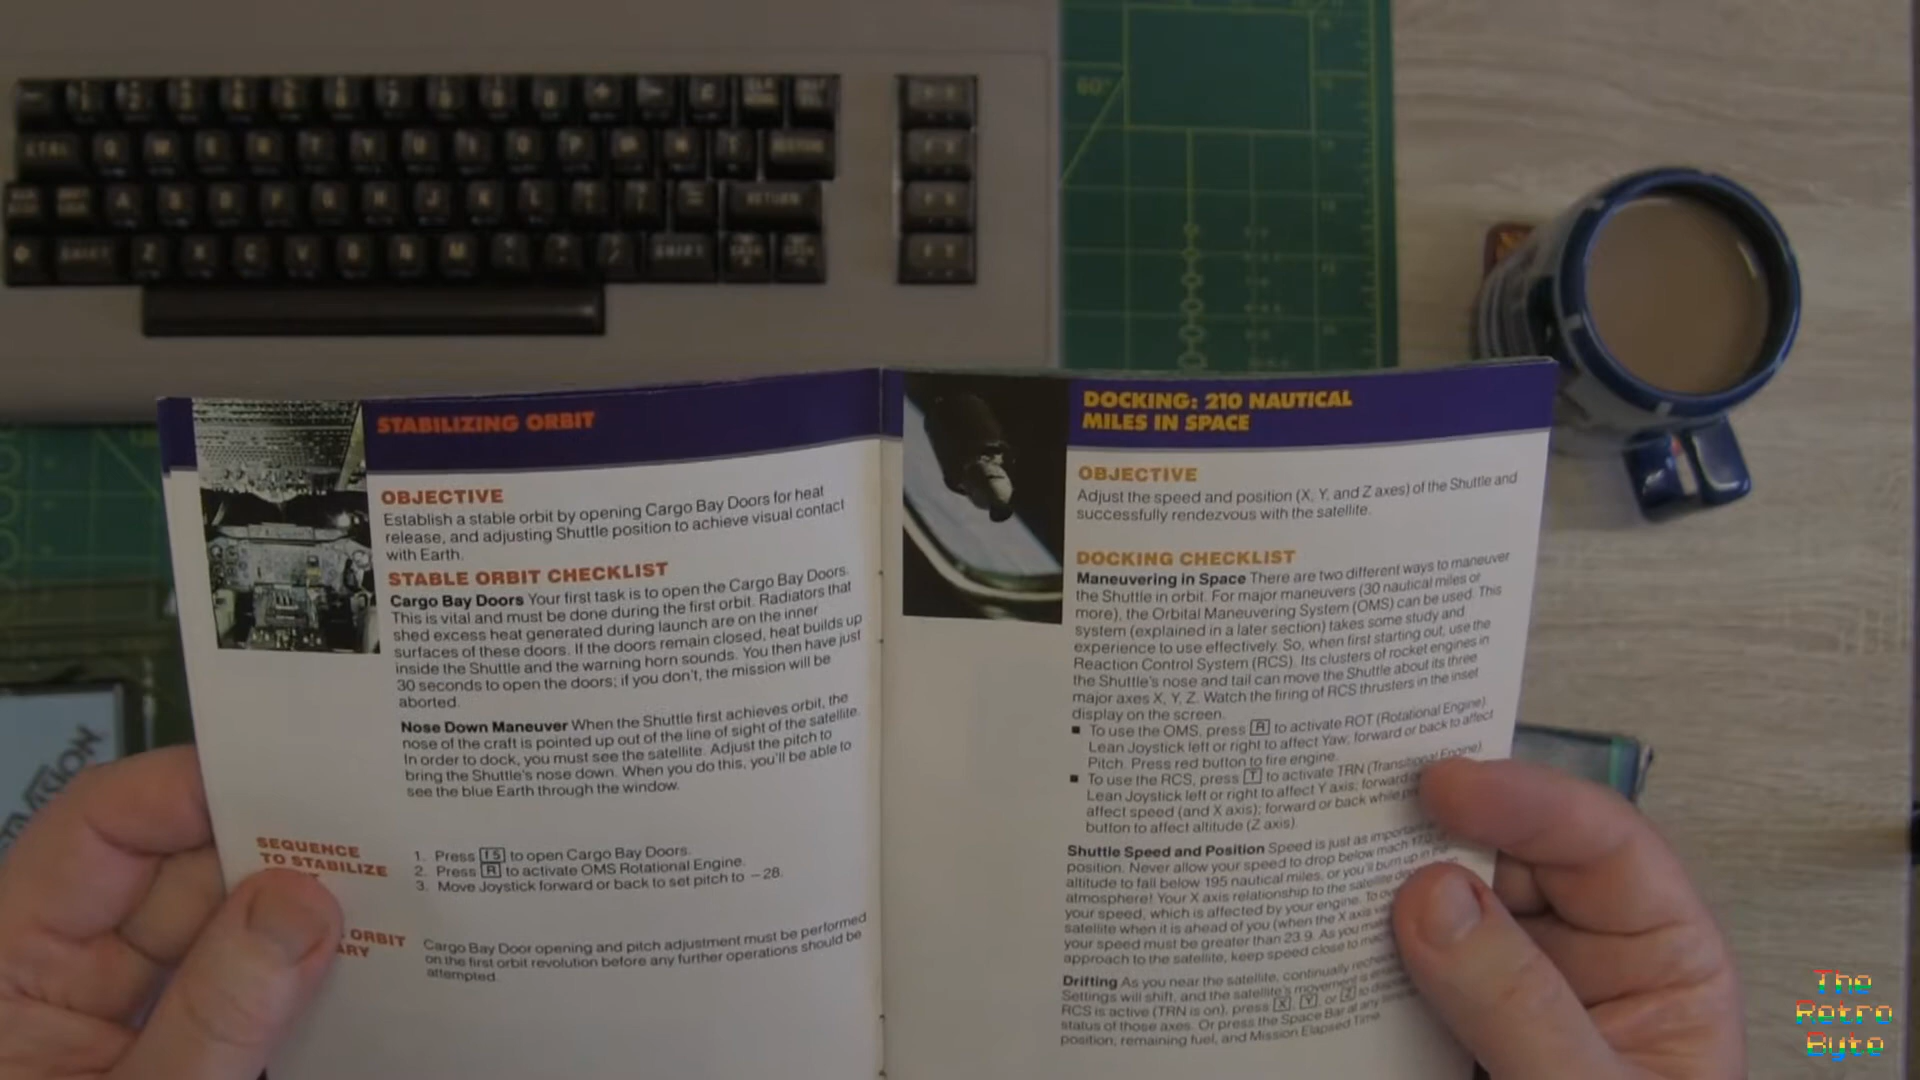 STABILIZING ORBIT
OBJECTIVE
Establish a stable orbit by opening Cargo Bay Doors for heat
release, and adjusting Shuttle position to achieve visual contact
with Earth.
STABLE ORBIT CHECKLIST
Cargo Bay Doors Your first task is to open the Cargo Bay Doors.
This is vital and must be done during the first orbit. Radiators that
shed excess heat generated during launch are on the inner
surfaces of these doors. If the doors remain closed, heat builds up
inside the Shuttle and the warning horn sounds. You then have just
30 seconds to open the doors; if you don't, the mission will be
aborted.
Nose Down Maneuver When the Shuttle first achieves orbit, the
nose of the craft is pointed up out of the line of sight of the satellite.
In order to dock, you must see the satellite. Adjust the pitch to
bring the Shuttle's nose down. When you do this, you'll be able to
see the blue Earth through the window.
SEQUENCE
TO STABILIZE
1. Press f5 to open Cargo Bay Doors.
2. Press R to activate OMS Rotational Engine.
3. Move Joystick forward or back to set pitch to −28.
ORBIT
ARY
Cargo Bay Door opening and pitch adjustment must be performed
on the first orbit revolution before any further operations should be
attempted.
DOCKING: 210 NAUTICAL
MILES IN SPACE
OBJECTIVE
Adjust the speed and position (X, Y, and Z axes) of the Shuttle and
successfully rendezvous with the satellite.
DOCKING CHECKLIST
Maneuvering in Space There are two different ways to maneuver
the Shuttle in orbit. For major maneuvers (30 nautical miles or
more), the Orbital Maneuvering System (OMS) can be used. This
system (explained in a later section) takes some study and
experience to use effectively. So, when first starting out, use the
Reaction Control System (RCS). Its clusters of rocket engines in
the Shuttle's nose and tail can move the Shuttle about its three
major axes X, Y, Z. Watch the firing of RCS thrusters in the inset
display on the screen.
■ To use the OMS, press R to activate ROT (Rotational Engine).
Lean Joystick left or right to affect Yaw; forward or back to affect
Pitch. Press red button to fire engine.
■ To use the RCS, press T to activate TRN (Transitional Engine).
Lean Joystick left or right to affect Y axis; forward
affect speed (and X axis); forward or back while
button to affect altitude (Z axis).
Shuttle Speed and Position Speed is just as important
position. Never allow your speed to drop below mach
altitude to fall below 195 nautical miles, or you'll burn up in the
atmosphere! Your X axis relationship to the satellite
your speed, which is affected by your engine. To
satellite when it is ahead of you (when the X axis
your speed must be greater than 23.9. As you
approach to the satellite, keep speed close to
Drifting As you near the satellite, continually
Settings will shift, and the satellite's movement is
RCS is active (TRN is on), press X, Y, or Z to
status of those axes. Or press the Space Bar at any
position, remaining fuel, and Mission Elapsed Time.
RETURN
60°
The
Retro
Byte